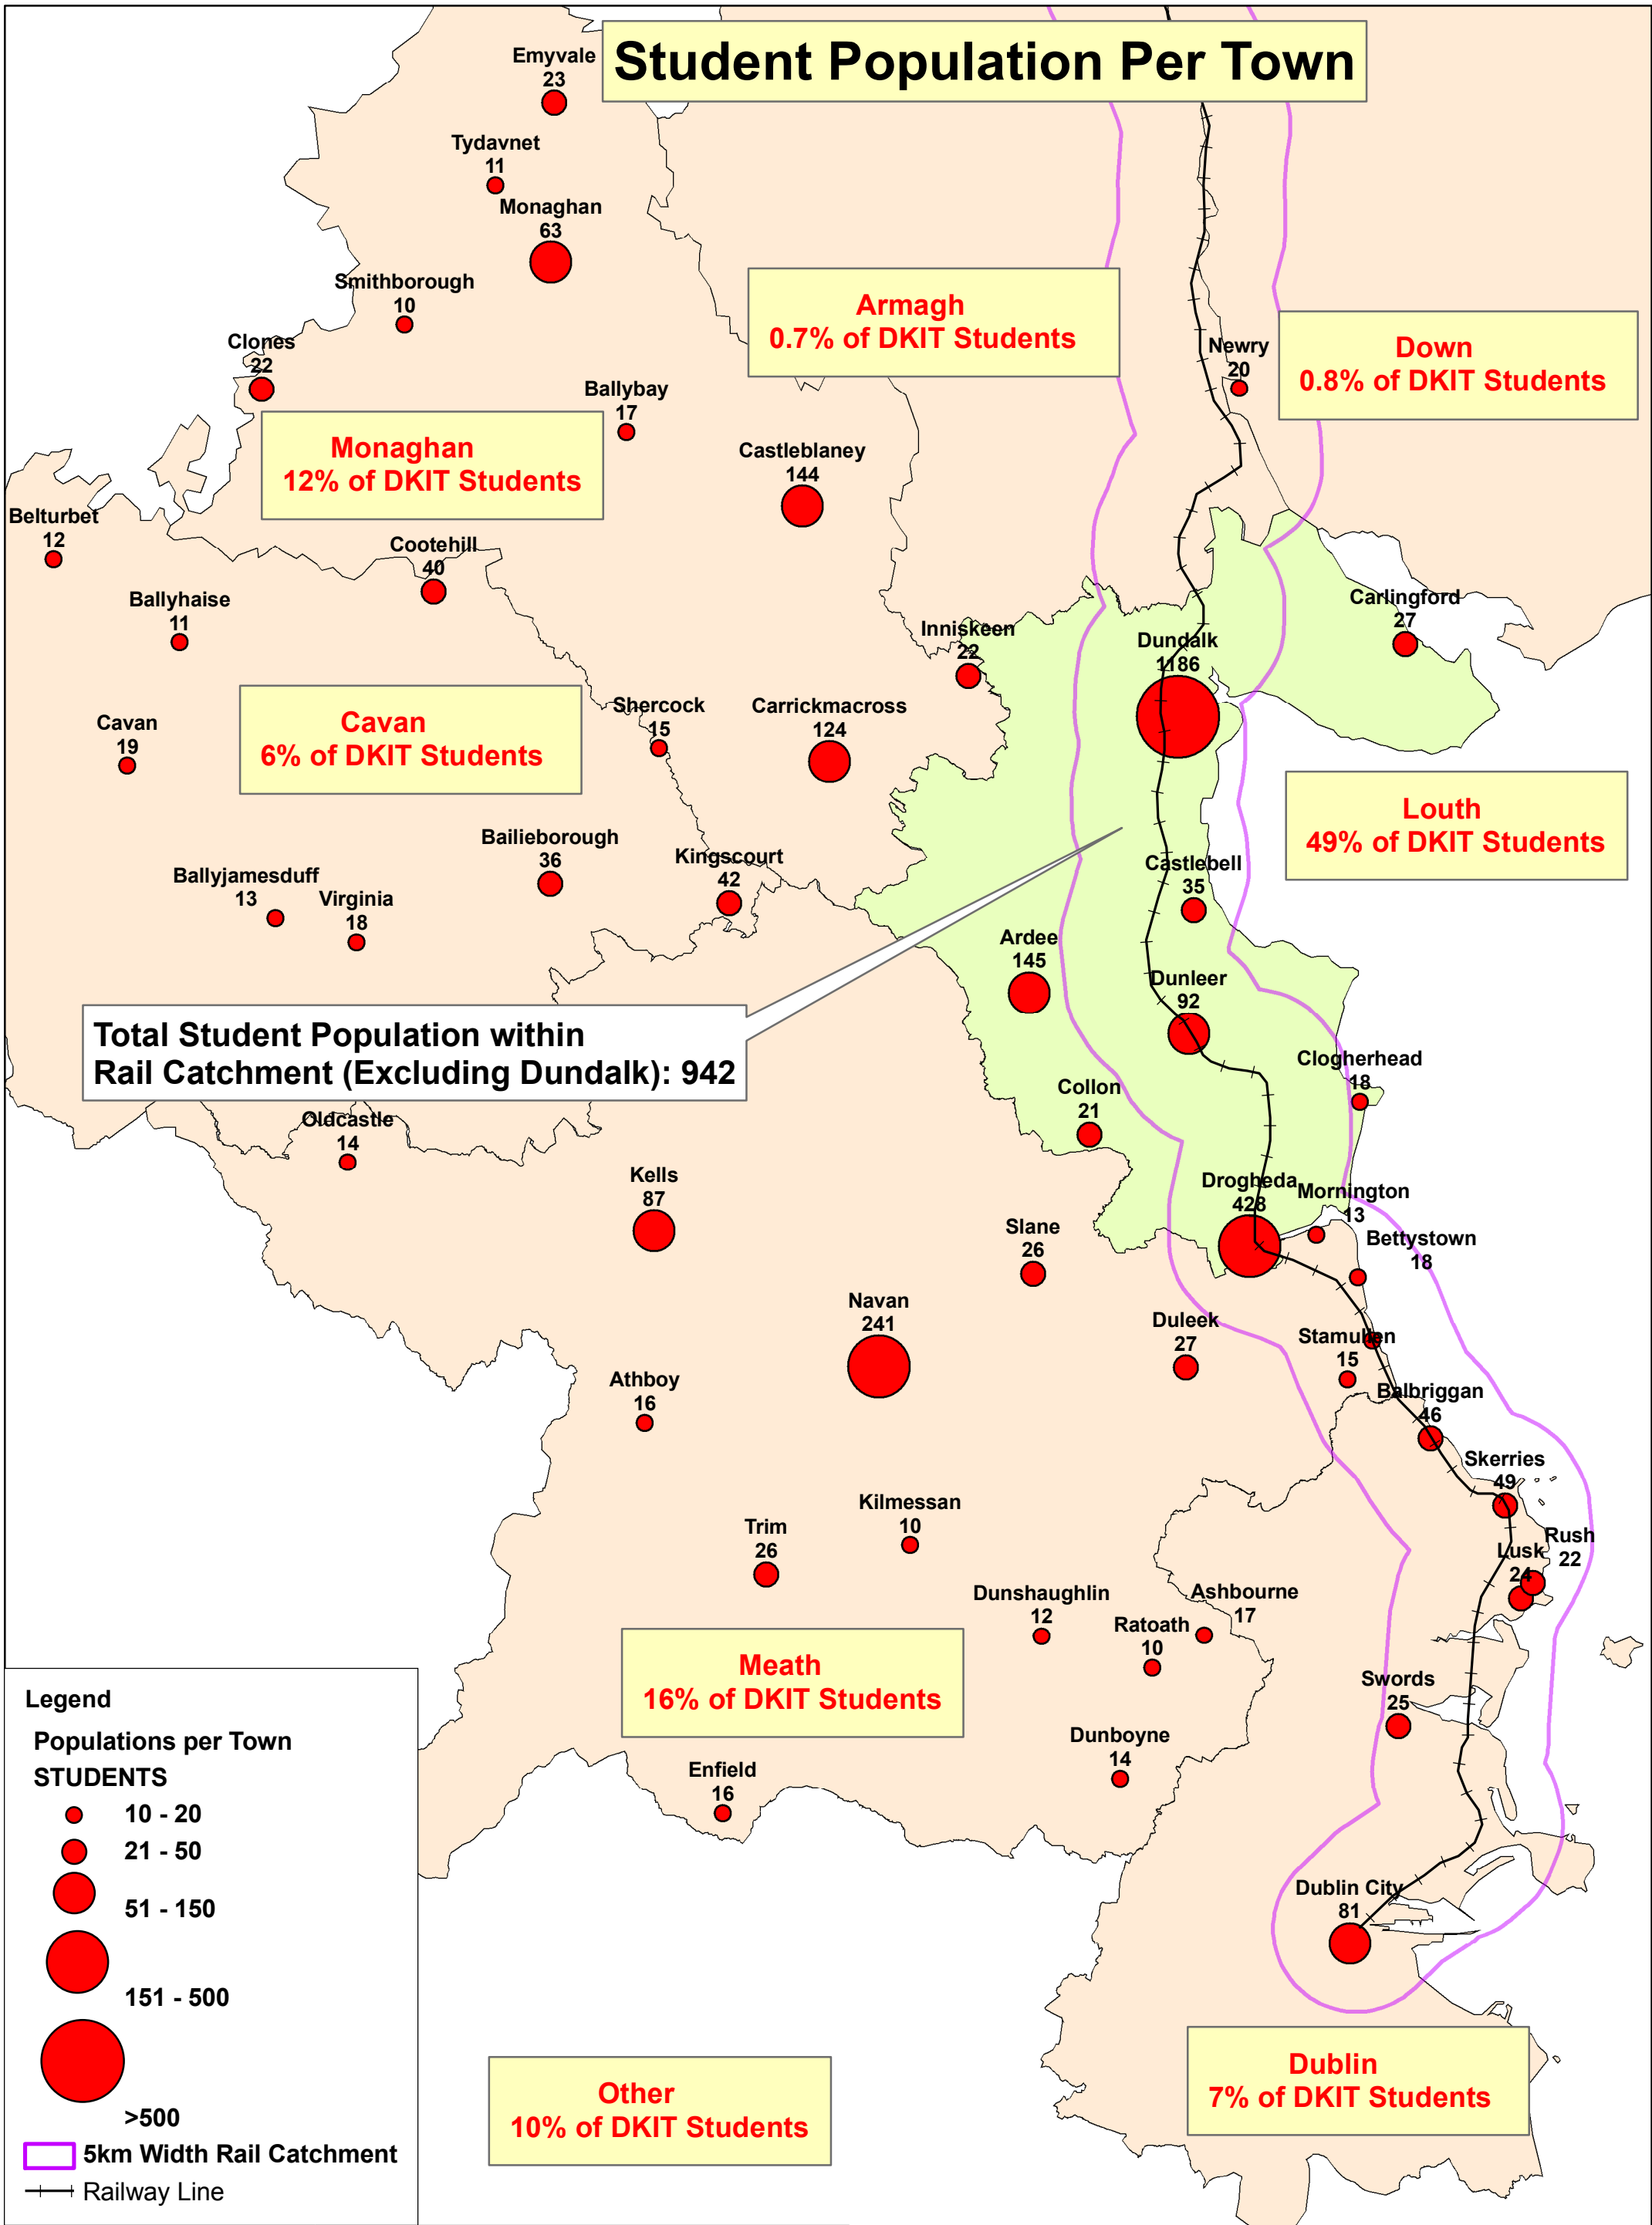 Student Population Per Town
Emyvale
23
Tydavnet
11
Monaghan
63
Smithborough
10
Clones
22
Armagh
0.7% of DKIT Students
Newry
20
Down
0.8% of DKIT Students
Ballybay
17
Monaghan
12% of DKIT Students
Castleblaney
144
Belturbet
12
Cootehill
40
Ballyhaise
11
Inniskeen
22
Dundalk
1186
Carlingford
27
Cavan
19
Cavan
6% of DKIT Students
Shercock
15
Carrickmacross
124
Louth
49% of DKIT Students
Bailieborough
36
Kingscourt
42
Castlebell
35
Ballyjamesduff
13
Virginia
18
Ardee
145
Dunleer
92
Total Student Population within
Rail Catchment (Excluding Dundalk): 942
Clogherhead
18
Collon
21
Oldcastle
14
Kells
87
Drogheda
428
Mornington
13
Slane
26
Bettystown
18
Navan
241
Duleek
27
Stamullen
15
Athboy
16
Balbriggan
46
Skerries
49
Kilmessan
10
Trim
26
Rush
22
Lusk
24
Dunshaughlin
12
Ashbourne
17
Ratoath
10
Meath
16% of DKIT Students
Swords
25
Dunboyne
14
Enfield
16
Dublin City
81
Dublin
7% of DKIT Students
Other
10% of DKIT Students
Legend
Populations per Town
STUDENTS
10 - 20
21 - 50
51 - 150
151 - 500
>500
5km Width Rail Catchment
Railway Line